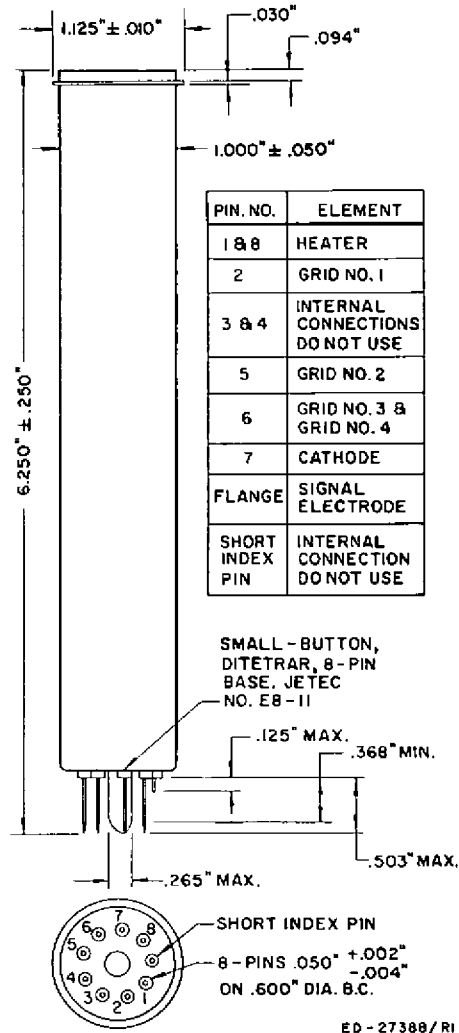 1.125" ± .010"
.030"
.094"
1.000" ± .050"
6.250" ± .250"
PIN. NO. ELEMENT
1 & 8 HEATER
2 GRID NO. 1
3 & 4 INTERNAL
CONNECTIONS
DO NOT USE
5 GRID NO. 2
6 GRID NO. 3 &
GRID NO. 4
7 CATHODE
FLANGE SIGNAL
ELECTRODE
SHORT INTERNAL
INDEX CONNECTION
PIN DO NOT USE
SMALL-BUTTON,
DITETRAR, 8-PIN
BASE. JETEC
NO. E8-11
.125" MAX.
.368" MIN.
.503" MAX.
.265" MAX.
7
6 8
5
4 1
3 2
SHORT INDEX PIN
8-PINS .050" +.002"
-.004"
ON .600" DIA. B.C.
ED-27388/R1